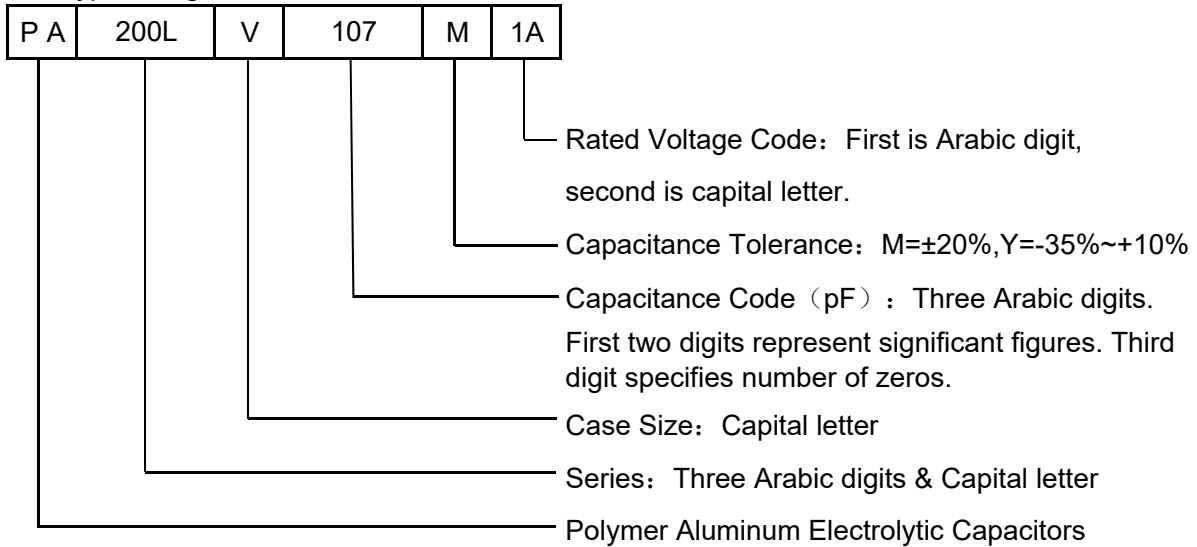 P A 200L V 107 M 1A
Rated Voltage Code：First is Arabic digit,
second is capital letter.
Capacitance Tolerance：M=±20%,Y=-35%~+10%
Capacitance Code（pF）：Three Arabic digits.
First two digits represent significant figures. Third
digit specifies number of zeros.
Case Size：Capital letter
Series：Three Arabic digits & Capital letter
Polymer Aluminum Electrolytic Capacitors